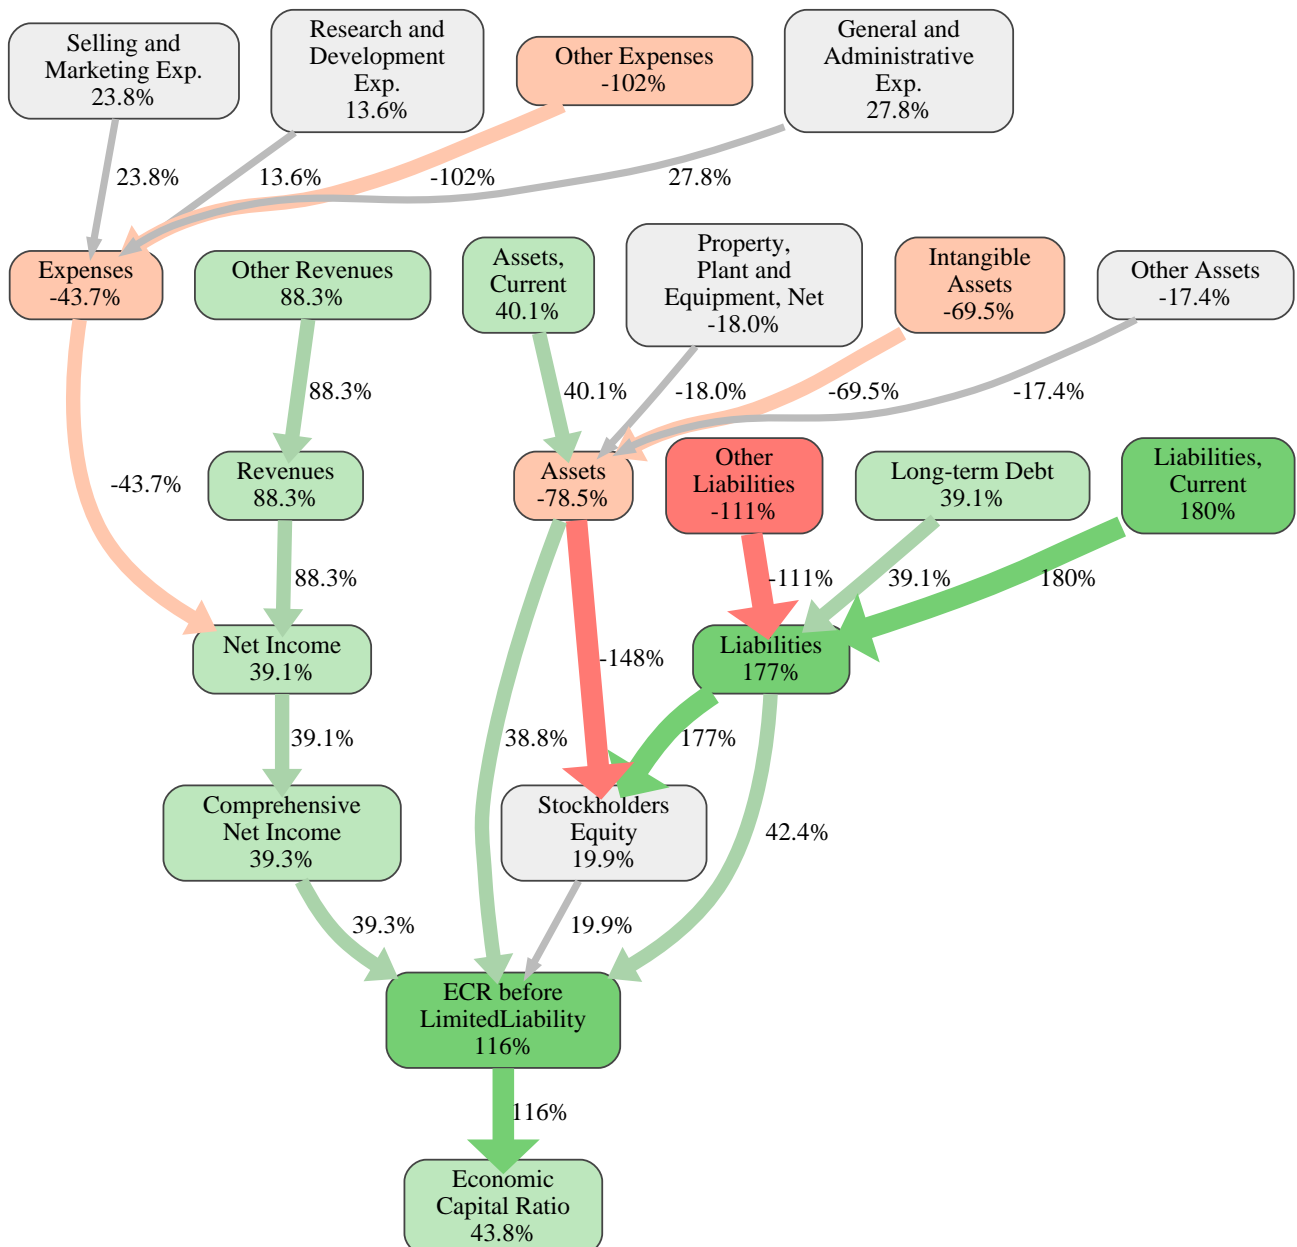 Selling and
Marketing Exp.
23.8%
Research and
Development
Exp.
13.6%
Other Expenses
-102%
General and
Administrative
Exp.
27.8%
23.8%
13.6%
-102%
27.8%
Expenses
-43.7%
Other Revenues
88.3%
Assets,
Current
40.1%
Property,
Plant and
Equipment, Net
-18.0%
Intangible
Assets
-69.5%
Other Assets
-17.4%
88.3%
40.1%
-18.0%
-69.5%
-17.4%
-43.7%
Revenues
88.3%
Assets
-78.5%
Other
Liabilities
-111%
Long-term Debt
39.1%
Liabilities,
Current
180%
88.3%
-111%
39.1%
180%
Net Income
39.1%
-148%
Liabilities
177%
39.1%
38.8%
177%
42.4%
Comprehensive
Net Income
39.3%
Stockholders
Equity
19.9%
39.3%
19.9%
ECR before
LimitedLiability
116%
116%
Economic
Capital Ratio
43.8%